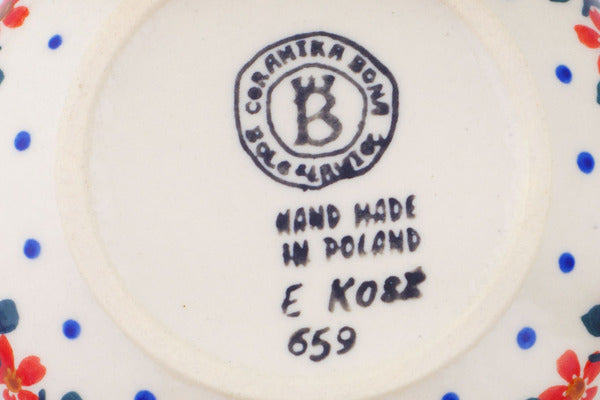 CERAMIKA BONA
B
BOLESŁAWIEC
HAND MADE
IN POLAND
E KOSZ
659